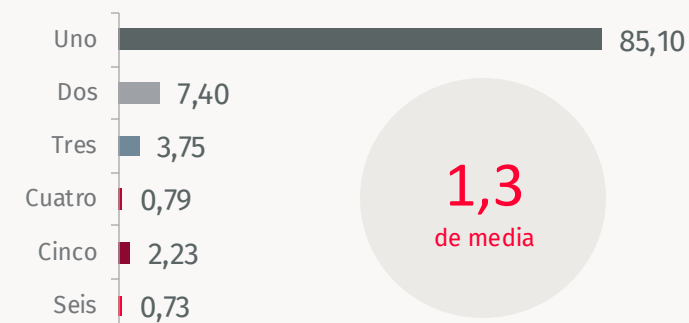 Uno 85,10
Dos 7,40
Tres 3,75
Cuatro 0,79
Cinco 2,23
Seis 0,73
1,3
de media